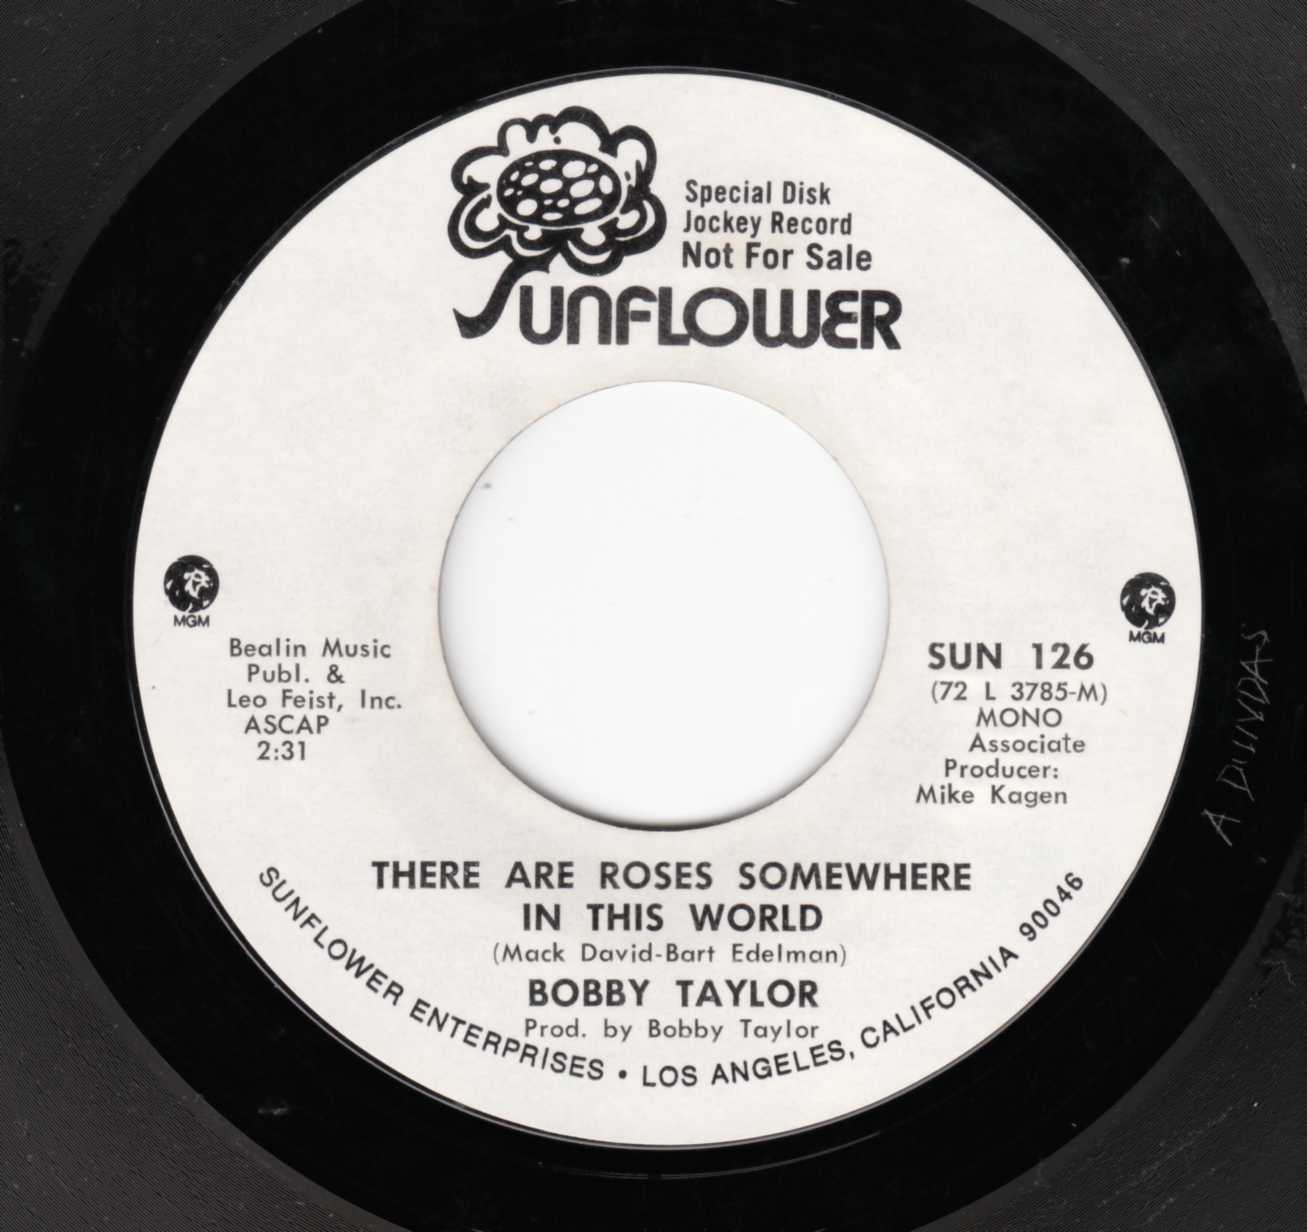 Special Disk
Jockey Record
Not For Sale
SUNFLOWER
MGM
Bealin Music
Publ. &
Leo Feist, Inc.
ASCAP
2:31
MGM
SUN 126
(72 L 3785-M)
MONO
Associate
Producer:
Mike Kagen
THERE ARE ROSES SOMEWHERE
IN THIS WORLD
(Mack David-Bart Edelman)
BOBBY TAYLOR
Prod. by Bobby Taylor
SUNFLOWER ENTERPRISES • LOS ANGELES, CALIFORNIA 90046
A DUNDAS